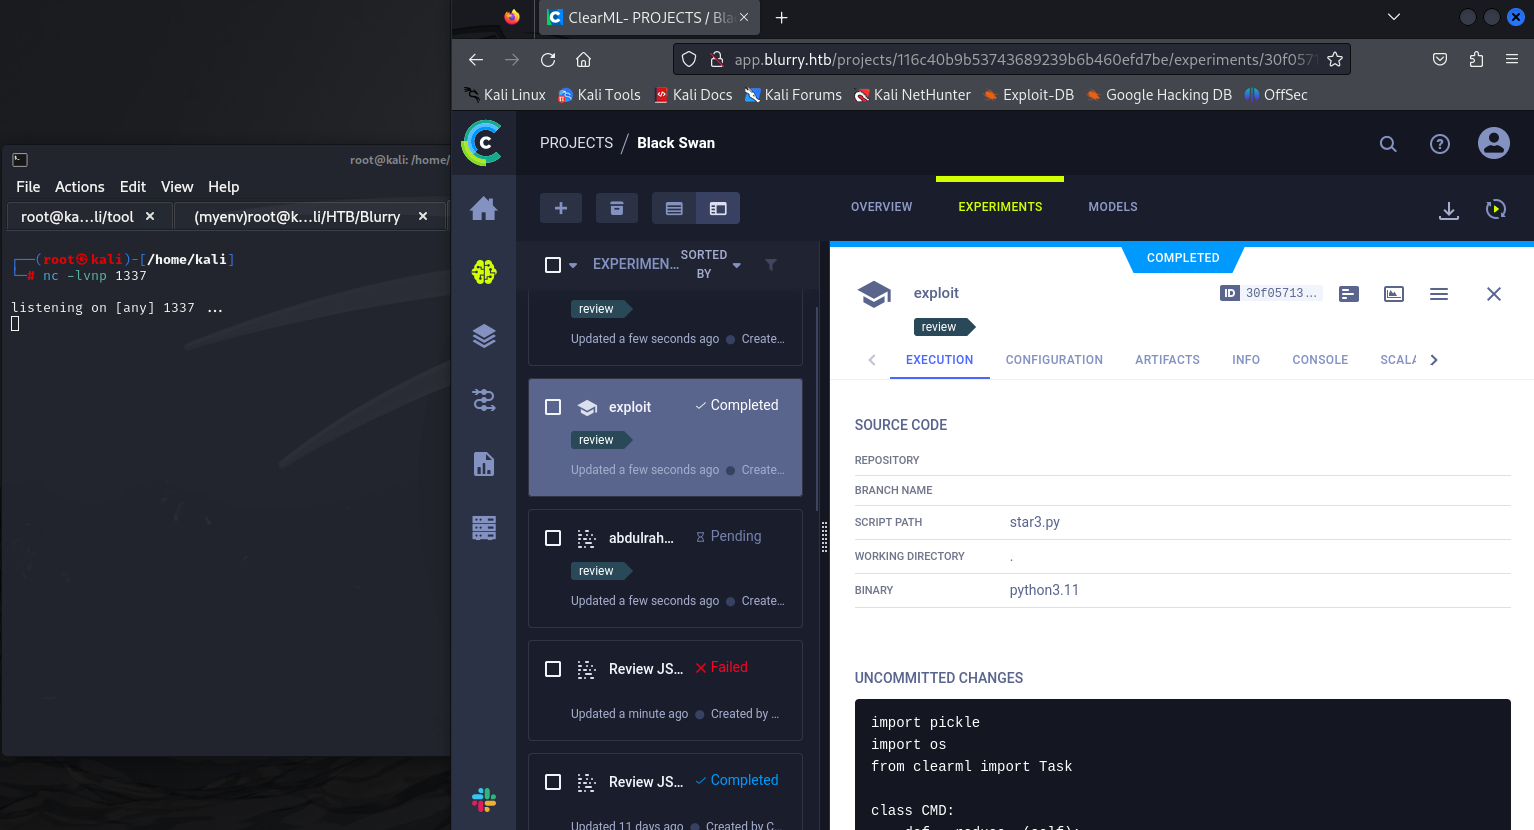 ClearML- PROJECTS / Bla
app.blurry.htb/projects/116c40b9b53743689239b6b460efd7be/experiments/30f0571
Kali Linux Kali Tools Kali Docs Kali Forums Kali NetHunter Exploit-DB Google Hacking DB OffSec
root@kali: /home/
File Actions Edit View Help
root@ka...li/tool (myenv)root@k...li/HTB/Blurry
(root㉿kali)-[/home/kali]
# nc -lvnp 1337
listening on [any] 1337 ...
PROJECTS / Black Swan
OVERVIEW EXPERIMENTS MODELS
EXPERIMEN... SORTED BY
review
Updated a few seconds ago Create...
exploit Completed
review
Updated a few seconds ago Create...
abdulrah... Pending
review
Updated a few seconds ago Create...
Review JS... Failed
Updated a minute ago Created by ...
Review JS... Completed
Updated 11 days ago Created by C...
COMPLETED
exploit ID 30f05713...
review
EXECUTION CONFIGURATION ARTIFACTS INFO CONSOLE SCALA
SOURCE CODE
REPOSITORY
BRANCH NAME
SCRIPT PATH star3.py
WORKING DIRECTORY .
BINARY python3.11
UNCOMMITTED CHANGES
import pickle
import os
from clearml import Task
class CMD: